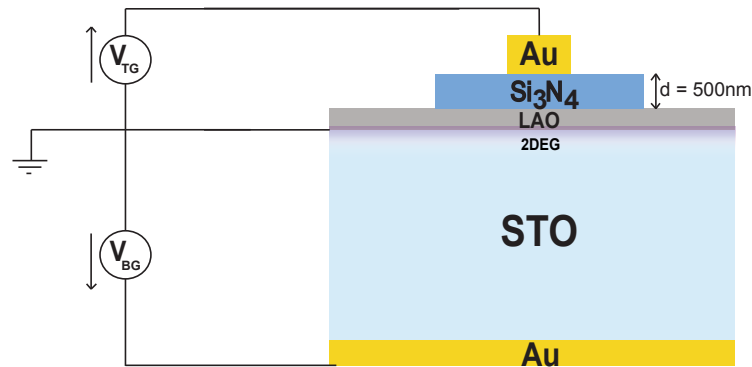 Au
V_TG
Si3N4
d = 500nm
LAO
2DEG
STO
V_BG
Au